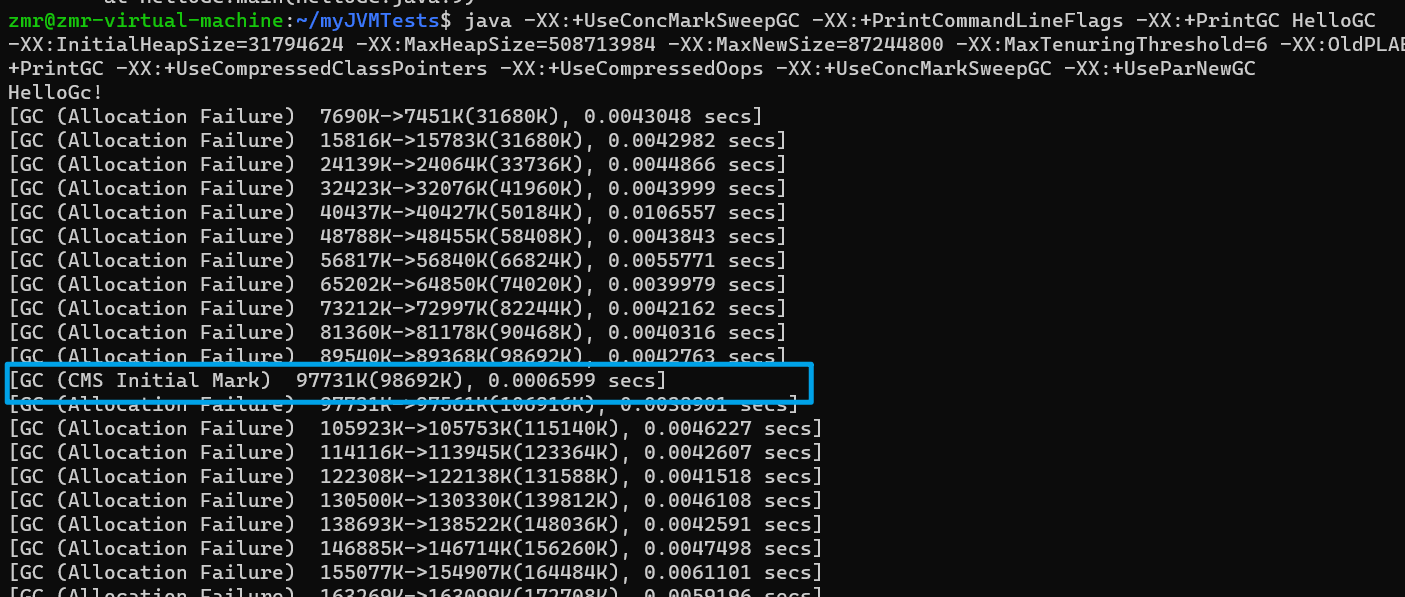 at HelloGC.main(HelloGC.java:9)
zmr@zmr-virtual-machine:~/myJVMTests$ java -XX:+UseConcMarkSweepGC -XX:+PrintCommandLineFlags -XX:+PrintGC HelloGC
-XX:InitialHeapSize=31794624 -XX:MaxHeapSize=508713984 -XX:MaxNewSize=87244800 -XX:MaxTenuringThreshold=6 -XX:OldPLAB
+PrintGC -XX:+UseCompressedClassPointers -XX:+UseCompressedOops -XX:+UseConcMarkSweepGC -XX:+UseParNewGC
HelloGc!
[GC (Allocation Failure)  7690K->7451K(31680K), 0.0043048 secs]
[GC (Allocation Failure)  15816K->15783K(31680K), 0.0042982 secs]
[GC (Allocation Failure)  24139K->24064K(33736K), 0.0044866 secs]
[GC (Allocation Failure)  32423K->32076K(41960K), 0.0043999 secs]
[GC (Allocation Failure)  40437K->40427K(50184K), 0.0106557 secs]
[GC (Allocation Failure)  48788K->48455K(58408K), 0.0043843 secs]
[GC (Allocation Failure)  56817K->56840K(66824K), 0.0055771 secs]
[GC (Allocation Failure)  65202K->64850K(74020K), 0.0039979 secs]
[GC (Allocation Failure)  73212K->72997K(82244K), 0.0042162 secs]
[GC (Allocation Failure)  81360K->81178K(90468K), 0.0040316 secs]
[GC (Allocation Failure)  89540K->89368K(98692K), 0.0042763 secs]
[GC (CMS Initial Mark)  97731K(98692K), 0.0006599 secs]
[GC (Allocation Failure)  97731K->97561K(106916K), 0.0038901 secs]
[GC (Allocation Failure)  105923K->105753K(115140K), 0.0046227 secs]
[GC (Allocation Failure)  114116K->113945K(123364K), 0.0042607 secs]
[GC (Allocation Failure)  122308K->122138K(131588K), 0.0041518 secs]
[GC (Allocation Failure)  130500K->130330K(139812K), 0.0046108 secs]
[GC (Allocation Failure)  138693K->138522K(148036K), 0.0042591 secs]
[GC (Allocation Failure)  146885K->146714K(156260K), 0.0047498 secs]
[GC (Allocation Failure)  155077K->154907K(164484K), 0.0061101 secs]
[GC (Allocation Failure)  163269K->163099K(172708K), 0.0059196 secs]